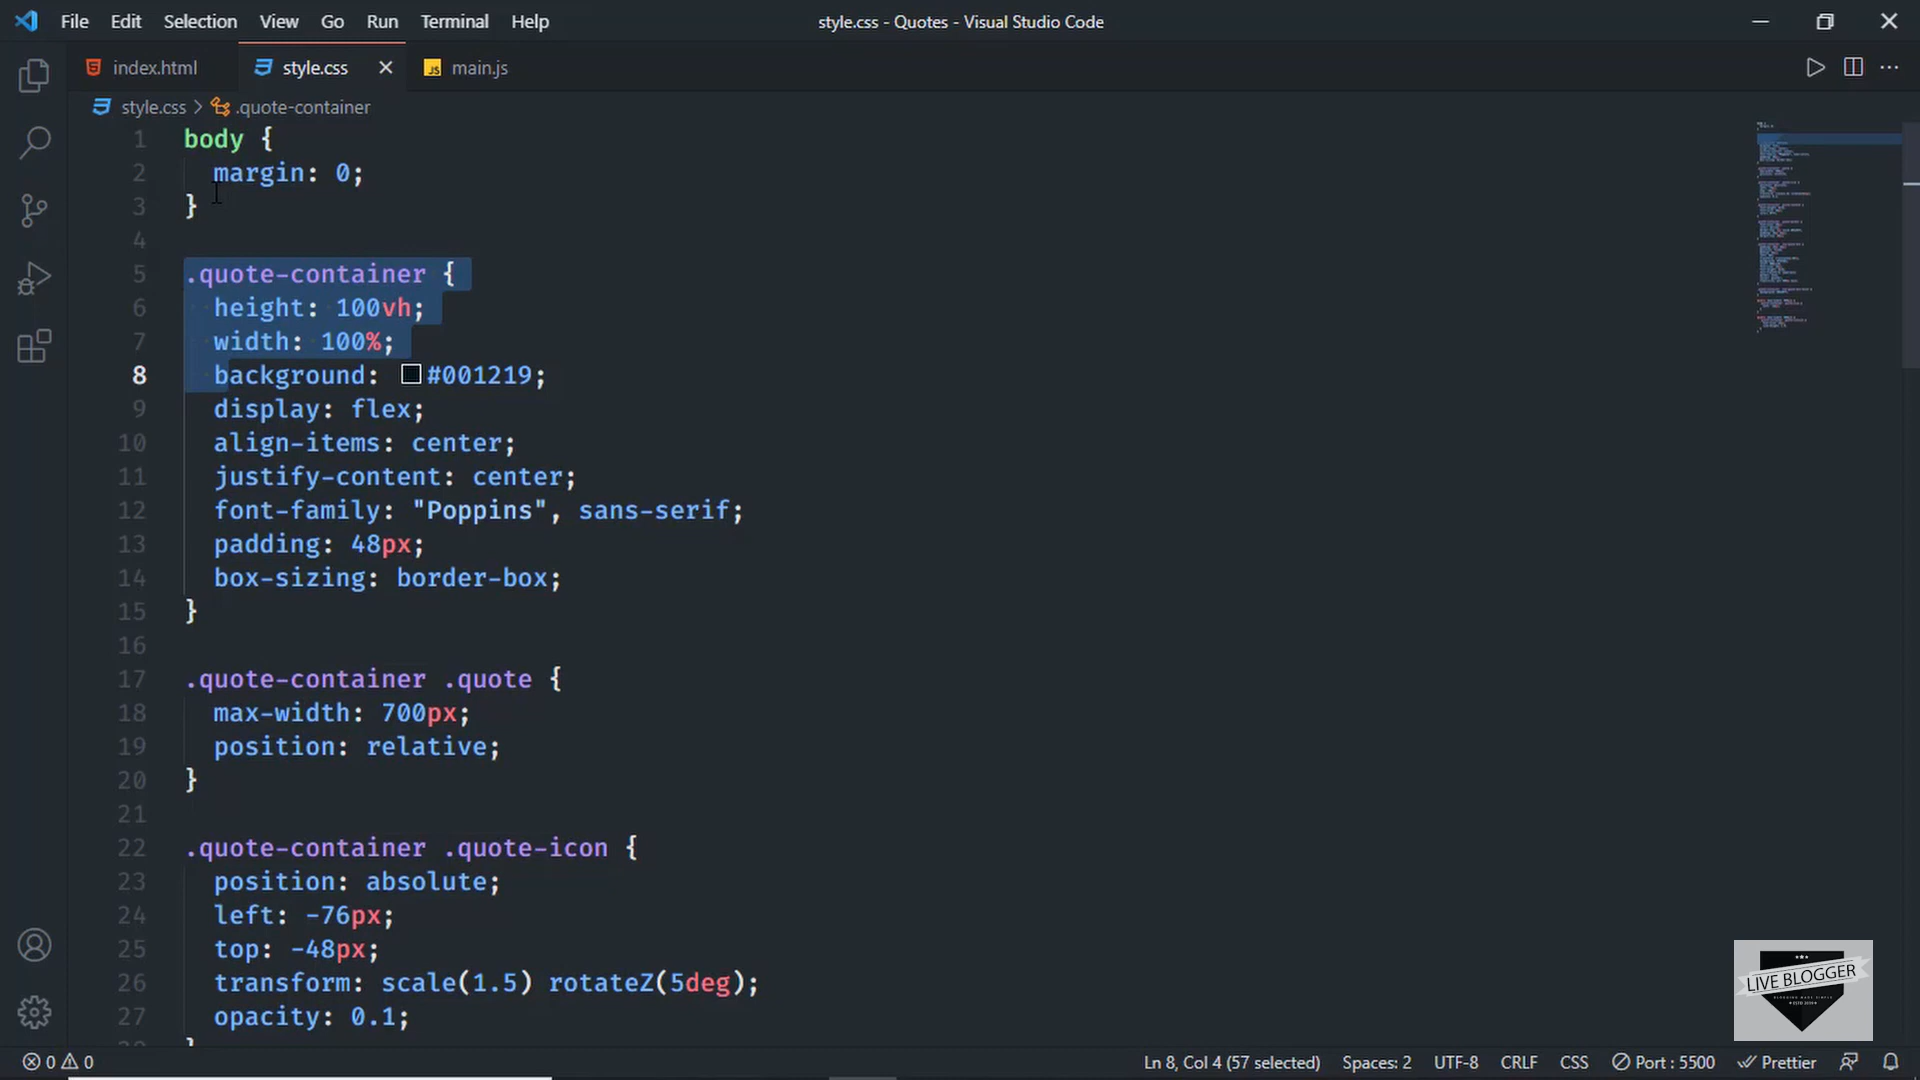 File Edit Selection View Go Run Terminal Help style.css - Quotes - Visual Studio Code
index.html style.css JS main.js
style.css > .quote-container
1 body {
2 margin: 0;
3 }
4
5 .quote-container {
6 height: 100vh;
7 width: 100%;
8 background: #001219;
9 display: flex;
10 align-items: center;
11 justify-content: center;
12 font-family: "Poppins", sans-serif;
13 padding: 48px;
14 box-sizing: border-box;
15 }
16
17 .quote-container .quote {
18 max-width: 700px;
19 position: relative;
20 }
21
22 .quote-container .quote-icon {
23 position: absolute;
24 left: -76px;
25 top: -48px;
26 transform: scale(1.5) rotateZ(5deg);
27 opacity: 0.1;
28 }
LIVE BLOGGER
0 0 Ln 8, Col 4 (57 selected) Spaces: 2 UTF-8 CRLF CSS Port : 5500 Prettier